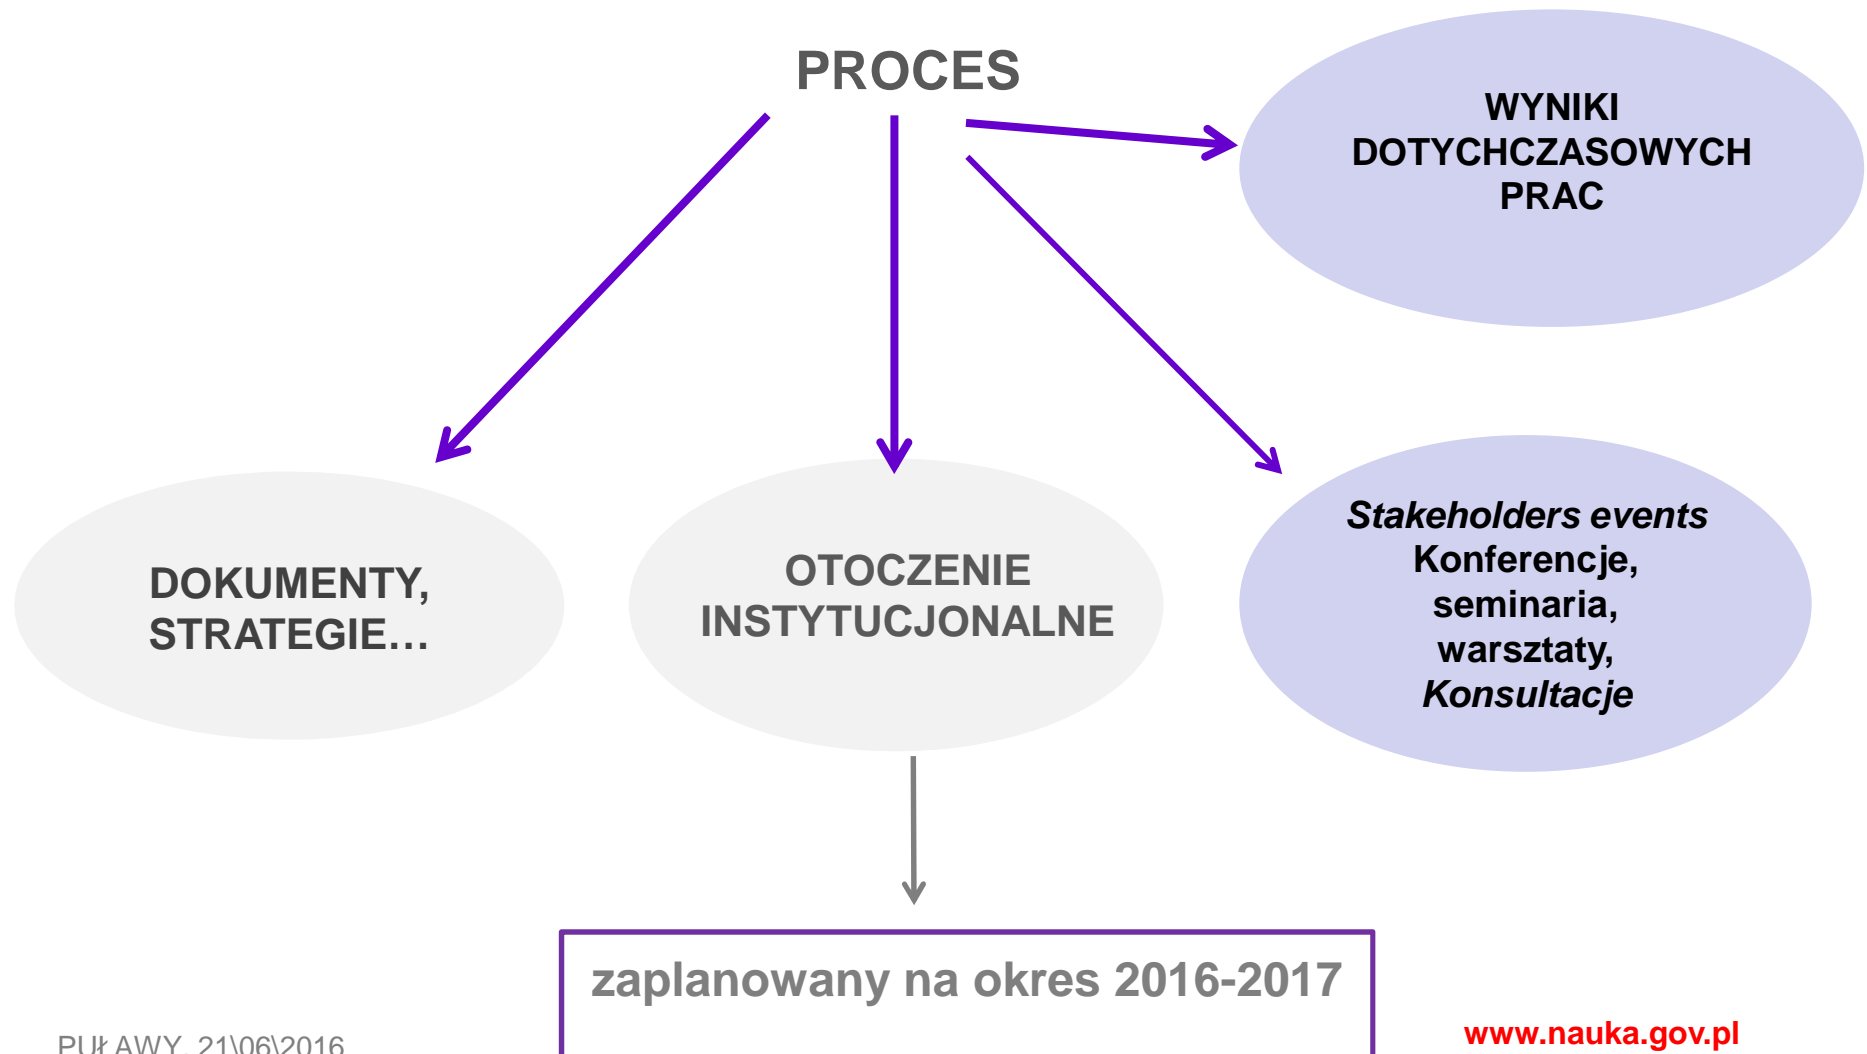 PROCES
WYNIKI
DOTYCHCZASOWYCH
PRAC
DOKUMENTY,
STRATEGIE…
OTOCZENIE
INSTYTUCJONALNE
Stakeholders events
Konferencje,
seminaria,
warsztaty,
Konsultacje
zaplanowany na okres 2016-2017
PUŁAWY, 21\06\2016
www.nauka.gov.pl